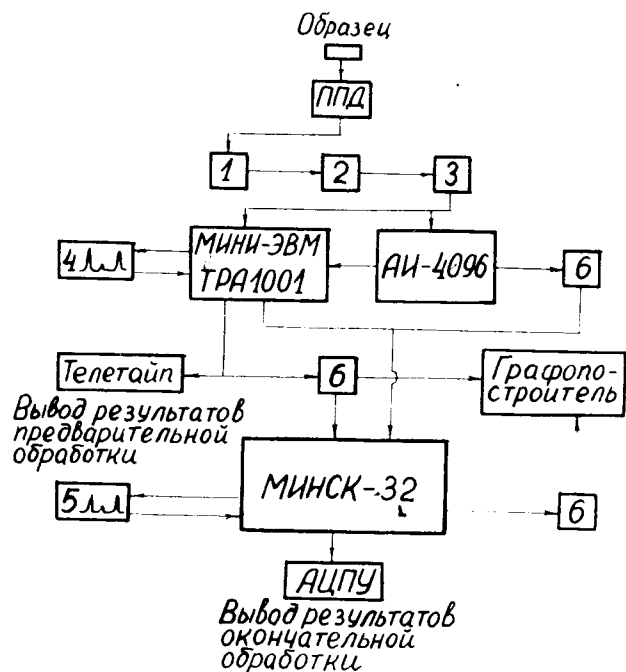 Образец
ППД
1
2
3
4
МИНИ-ЭВМ
ТРА1001
АИ-4096
6
Телетайп
6
Графопо-
строитель
Вывод результатов
предварительной
обработки
5
МИНСК-32
6
АЦПУ
Вывод результатов
окончательной
обработки